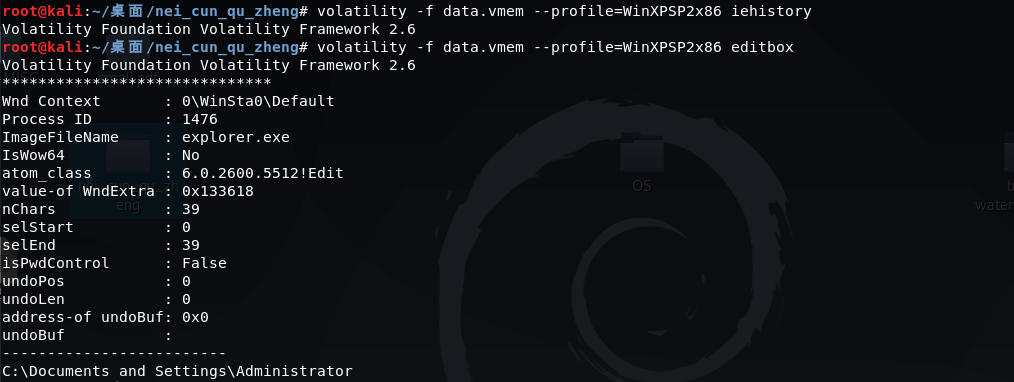 root@kali:~/桌面/nei_cun_qu_zheng# volatility -f data.vmem --profile=WinXPSP2x86 iehistory
Volatility Foundation Volatility Framework 2.6
root@kali:~/桌面/nei_cun_qu_zheng# volatility -f data.vmem --profile=WinXPSP2x86 editbox
Volatility Foundation Volatility Framework 2.6
******************************
Wnd Context       : 0\WinSta0\Default
Process ID        : 1476
ImageFileName     : explorer.exe
IsWow64           : No
atom_class        : 6.0.2600.5512!Edit
value-of WndExtra : 0x133618
nChars            : 39
selStart          : 0
selEnd            : 39
isPwdControl      : False
undoPos           : 0
undoLen           : 0
address-of undoBuf: 0x0
undoBuf           :
-------------------------
C:\Documents and Settings\Administrator
OS
eng
water